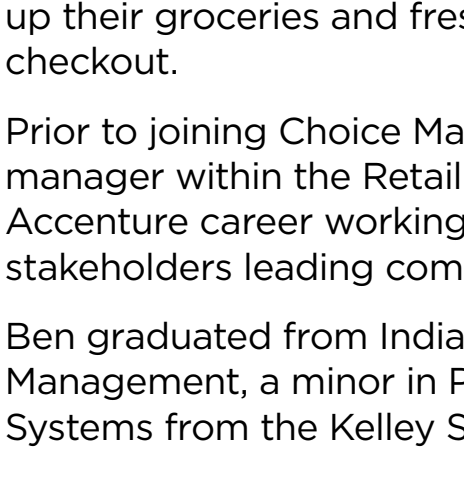 up their groceries and fres
checkout.
Prior to joining Choice Ma
manager within the Retail
Accenture career working
stakeholders leading com
Ben graduated from India
Management, a minor in P
Systems from the Kelley S